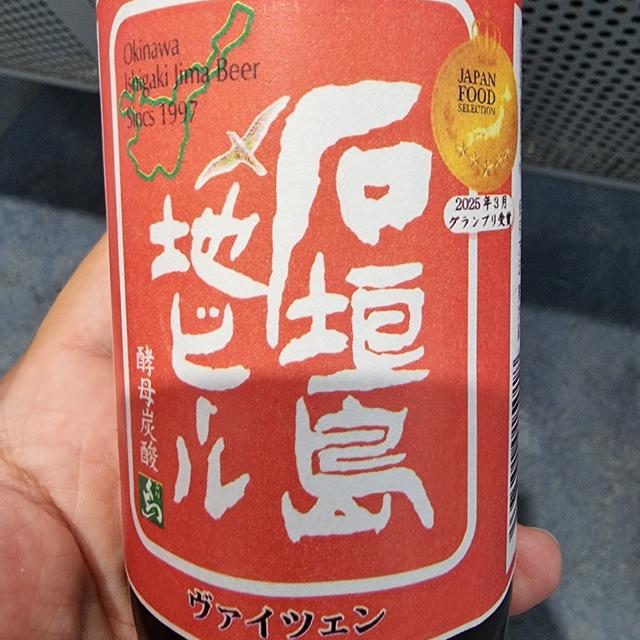 Okinawa
Ishigaki Jima Beer
Sincs 1997
JAPAN
FOOD
SELECTION
2025年3月
グランプリ受賞
石垣島
地ビール
酵母炭酸
ヴァイツェン